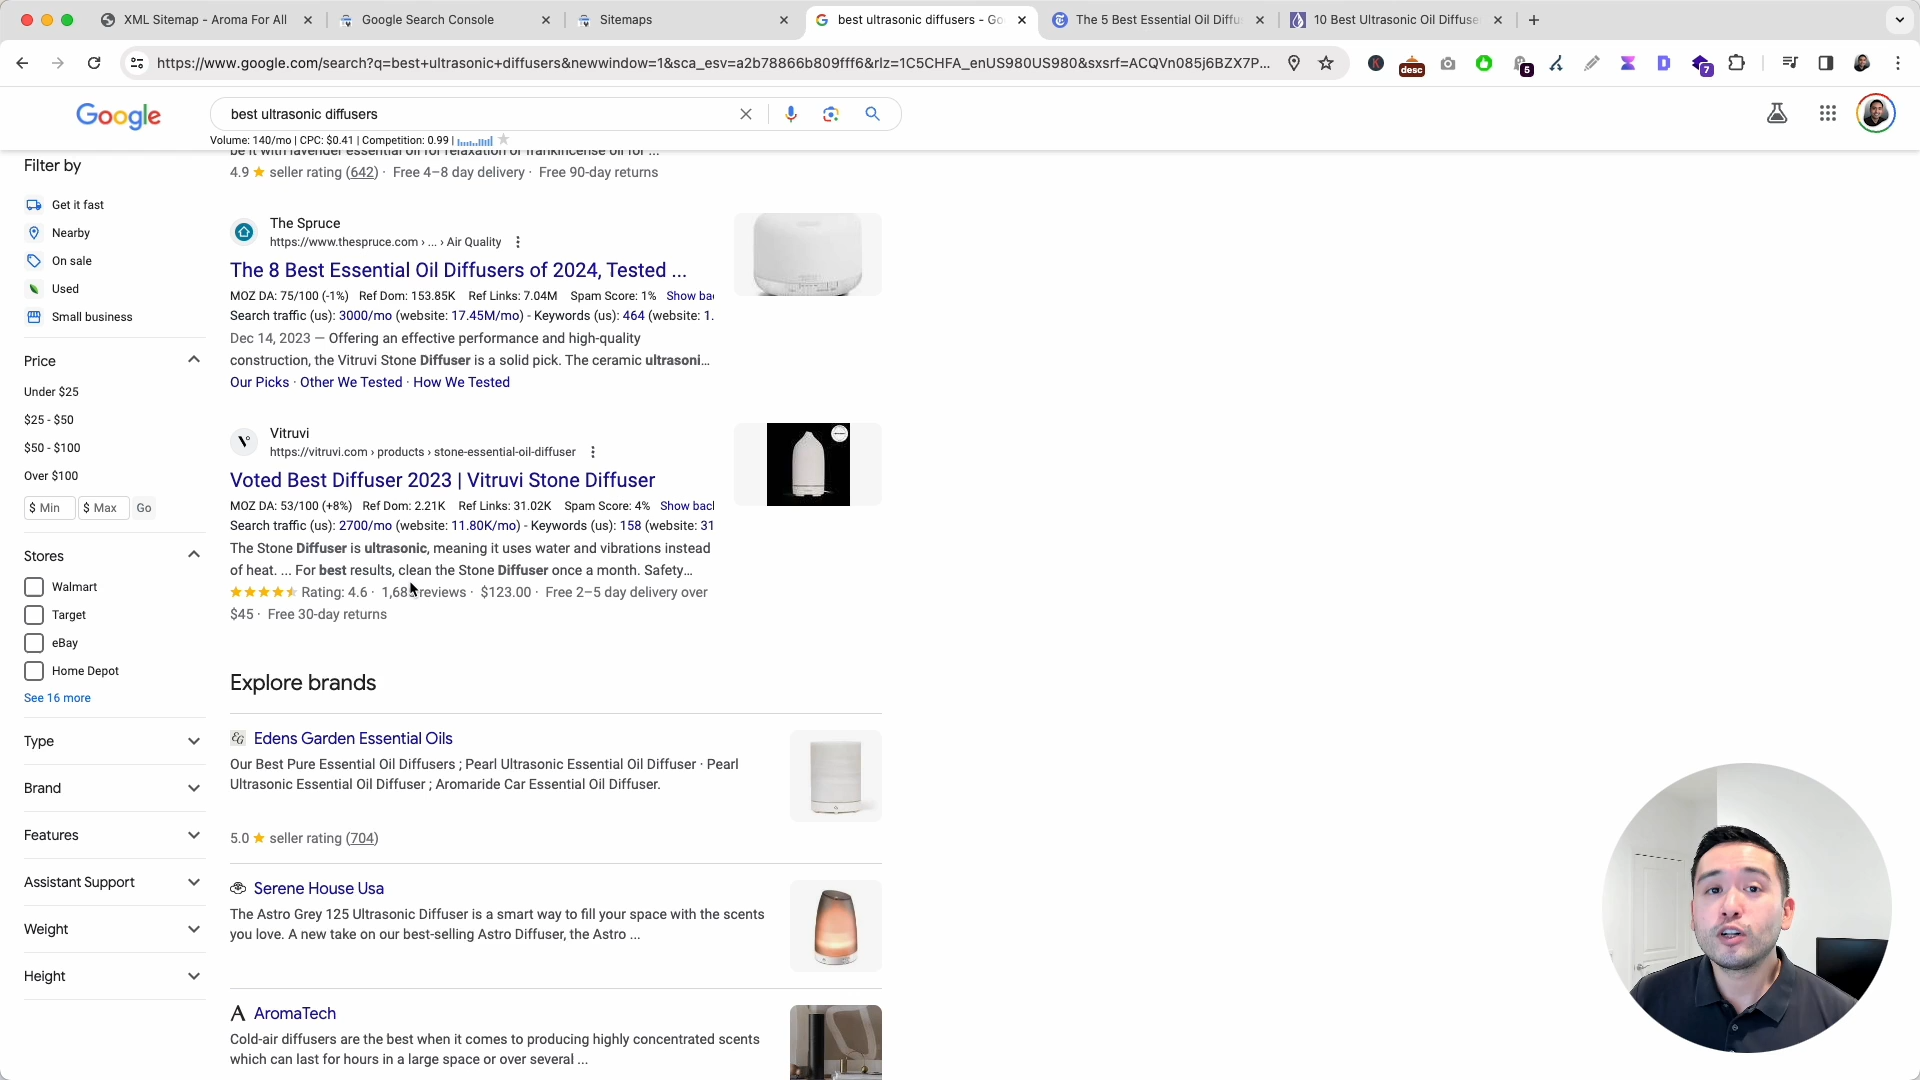 XML Sitemap - Aroma For All
Google Search Console
Sitemaps
best ultrasonic diffusers - Go
The 5 Best Essential Oil Diffu
10 Best Ultrasonic Oil Diffuse
https://www.google.com/search?q=best+ultrasonic+diffusers&newwindow=1&sca_esv=a2b78866b809fff6&rlz=1C5CHFA_enUS980US980&sxsrf=ACQVn085j6BZX7P...
desc
5
7
Google
best ultrasonic diffusers
Volume: 140/mo | CPC: $0.41 | Competition: 0.99 |
Filter by
Get it fast
Nearby
On sale
Used
Small business
Price
Under $25
$25 - $50
$50 - $100
Over $100
$ Min
$ Max
Go
Stores
Walmart
Target
eBay
Home Depot
See 16 more
Type
Brand
Features
Assistant Support
Weight
Height
be it with lavender essential oil for relaxation or frankincense oil for ...
4.9 ★ seller rating (642) · Free 4–8 day delivery · Free 90-day returns
The Spruce
https://www.thespruce.com › ... › Air Quality
The 8 Best Essential Oil Diffusers of 2024, Tested ...
MOZ DA: 75/100 (-1%) Ref Dom: 153.85K Ref Links: 7.04M Spam Score: 1% Show ba
Search traffic (us): 3000/mo (website: 17.45M/mo) - Keywords (us): 464 (website: 1.
Dec 14, 2023 — Offering an effective performance and high-quality
construction, the Vitruvi Stone Diffuser is a solid pick. The ceramic ultrasoni...
Our Picks · Other We Tested · How We Tested
Vitruvi
https://vitruvi.com › products › stone-essential-oil-diffuser
Voted Best Diffuser 2023 | Vitruvi Stone Diffuser
MOZ DA: 53/100 (+8%) Ref Dom: 2.21K Ref Links: 31.02K Spam Score: 4% Show bac
Search traffic (us): 2700/mo (website: 11.80K/mo) - Keywords (us): 158 (website: 31
The Stone Diffuser is ultrasonic, meaning it uses water and vibrations instead
of heat. ... For best results, clean the Stone Diffuser once a month. Safety...
Rating: 4.6 · reviews · $123.00 · Free 2–5 day delivery over
$45 · Free 30-day returns
Explore brands
EG Edens Garden Essential Oils
Our Best Pure Essential Oil Diffusers ; Pearl Ultrasonic Essential Oil Diffuser · Pearl
Ultrasonic Essential Oil Diffuser ; Aromaride Car Essential Oil Diffuser.
5.0 ★ seller rating (704)
Serene House Usa
The Astro Grey 125 Ultrasonic Diffuser is a smart way to fill your space with the scents
you love. A new take on our best-selling Astro Diffuser, the Astro ...
A AromaTech
Cold-air diffusers are the best when it comes to producing highly concentrated scents
which can last for hours in a large space or over several ...